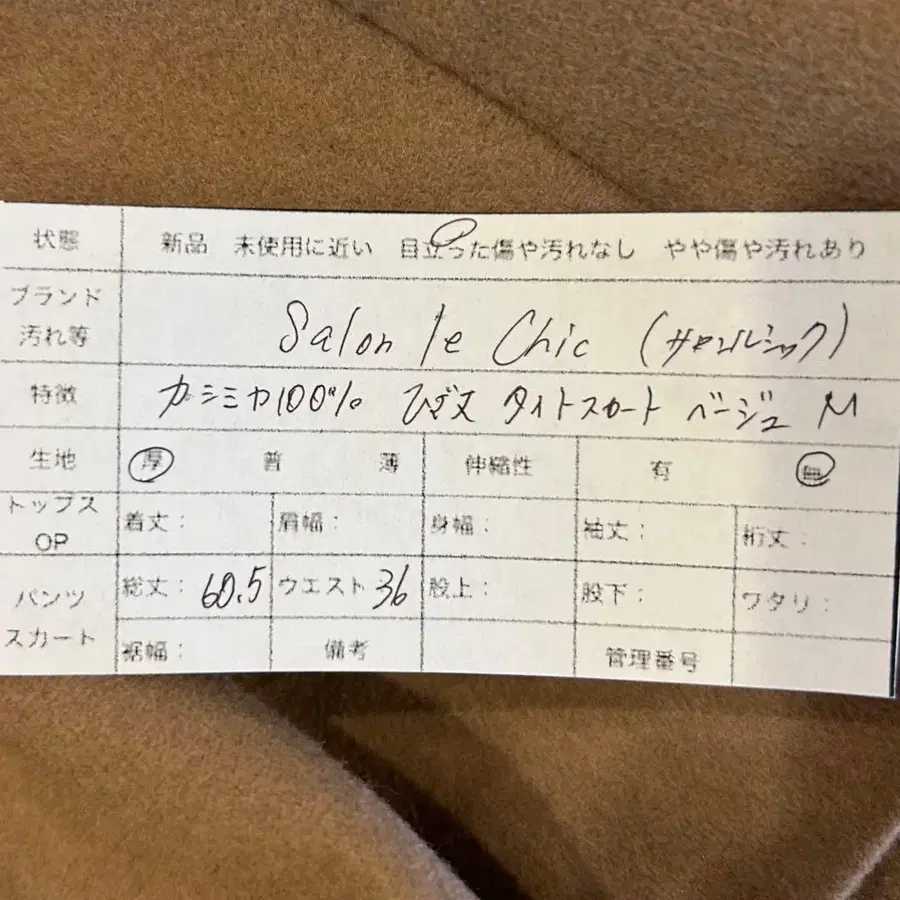 状態 新品 未使用に近い 目立った傷や汚れなし やや傷や汚れあり
ブランド
汚れ等 Salon le Chic (サロンルシック)
特徴 カシミヤ100% ひざ丈 タイトスカート ベージュ M
生地 厚 普 薄 伸縮性 有 無
トップス
OP 着丈: 肩幅: 身幅: 袖丈: 裄丈:
パンツ
スカート 総丈: 60.5 ウエスト 36 股上: 股下: ワタリ:
裾幅: 備考 管理番号